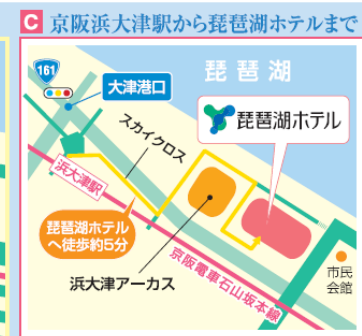 C 京阪浜大津駅から琵琶湖ホテルまで
161
琵琶湖
大津港口
スカイクロス
琵琶湖ホテル
浜大津駅
琵琶湖ホテル
へ徒歩約5分
浜大津アーカス
京阪電車石山坂本線
市民
会館